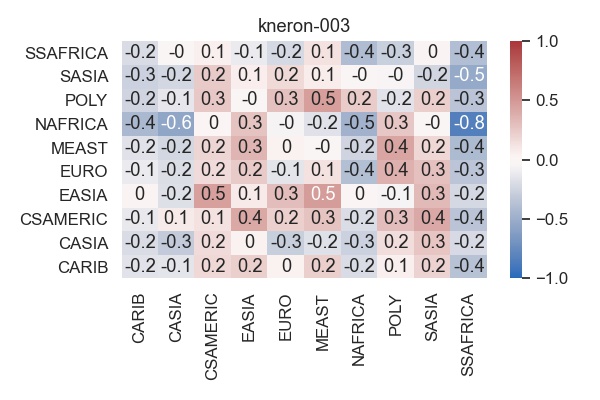 kneron-003
SSAFRICA -0.2 -0 0.1 -0.1 -0.2 0.1 -0.4 -0.3 0 -0.4
SASIA -0.3 -0.2 0.2 0.1 0.2 0.1 -0 -0 -0.2 -0.5
POLY -0.2 -0.1 0.3 -0 0.3 0.5 0.2 -0.2 0.2 -0.3
NAFRICA -0.4 -0.6 0 0.3 -0 -0.2 -0.5 0.3 -0 -0.8
MEAST -0.2 -0.2 0.2 0.3 0 -0 -0.2 0.4 0.2 -0.4
EURO -0.1 -0.2 0.2 0.2 -0.1 0.1 -0.4 0.4 0.3 -0.3
EASIA 0 -0.2 0.5 0.1 0.3 0.5 0 -0.1 0.3 -0.2
CSAMERIC -0.1 0.1 0.1 0.4 0.2 0.3 -0.2 0.3 0.4 -0.4
CASIA -0.2 -0.3 0.2 0 -0.3 -0.2 -0.3 0.2 0.3 -0.2
CARIB -0.2 -0.1 0.2 0.2 0 0.2 -0.2 0.1 0.2 -0.4
CARIB CASIA CSAMERIC EASIA EURO MEAST NAFRICA POLY SASIA SSAFRICA
1.0
0.5
0.0
−0.5
−1.0